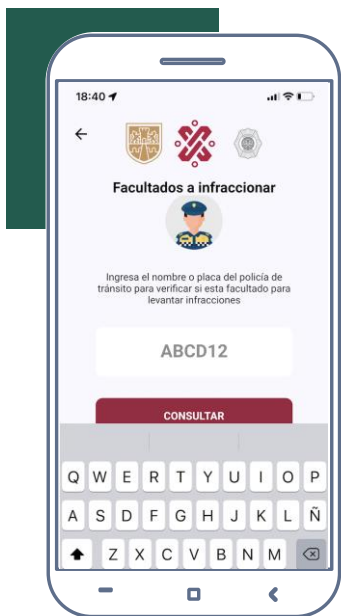 18:40
Facultados a infraccionar
Ingresa el nombre o placa del policía de
tránsito para verificar si esta facultado para
levantar infracciones
ABCD12
CONSULTAR
Q W E R T Y U I O P
A S D F G H J K L Ñ
Z X C V B N M